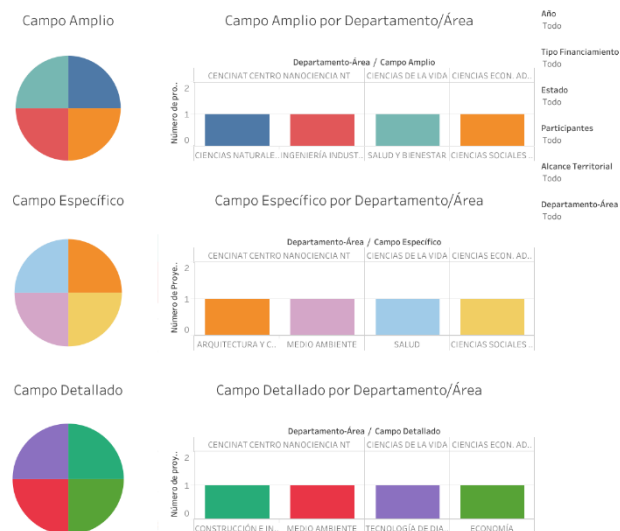 Campo Amplio
Campo Amplio por Departamento/Área
Departamento-Área / Campo Amplio
CENCINAT CENTRO NANOCIENCIA NT
CIENCIAS DE LA VIDA
CIENCIAS ECON. AD..
Número de pro..
2
1
0
CIENCIAS NATURALE..
INGENIERÍA INDUST..
SALUD Y BIENESTAR
CIENCIAS SOCIALES ..
Año
Todo
Tipo Financiamiento
Todo
Estado
Todo
Participantes
Todo
Alcance Territorial
Todo
Departamento-Área
Todo
Campo Específico
Campo Específico por Departamento/Área
Departamento-Área / Campo Específico
CENCINAT CENTRO NANOCIENCIA NT
CIENCIAS DE LA VIDA
CIENCIAS ECON. AD..
Número de Proye..
2
1
0
ARQUITECTURA Y C..
MEDIO AMBIENTE
SALUD
CIENCIAS SOCIALES ..
Campo Detallado
Campo Detallado por Departamento/Área
Departamento-Área / Campo Detallado
CENCINAT CENTRO NANOCIENCIA NT
CIENCIAS DE LA VIDA
CIENCIAS ECON. AD..
Número de proy..
2
1
0
CONSTRUCCIÓN E IN..
MEDIO AMBIENTE
TECNOLOGÍA DE DIA..
ECONOMÍA